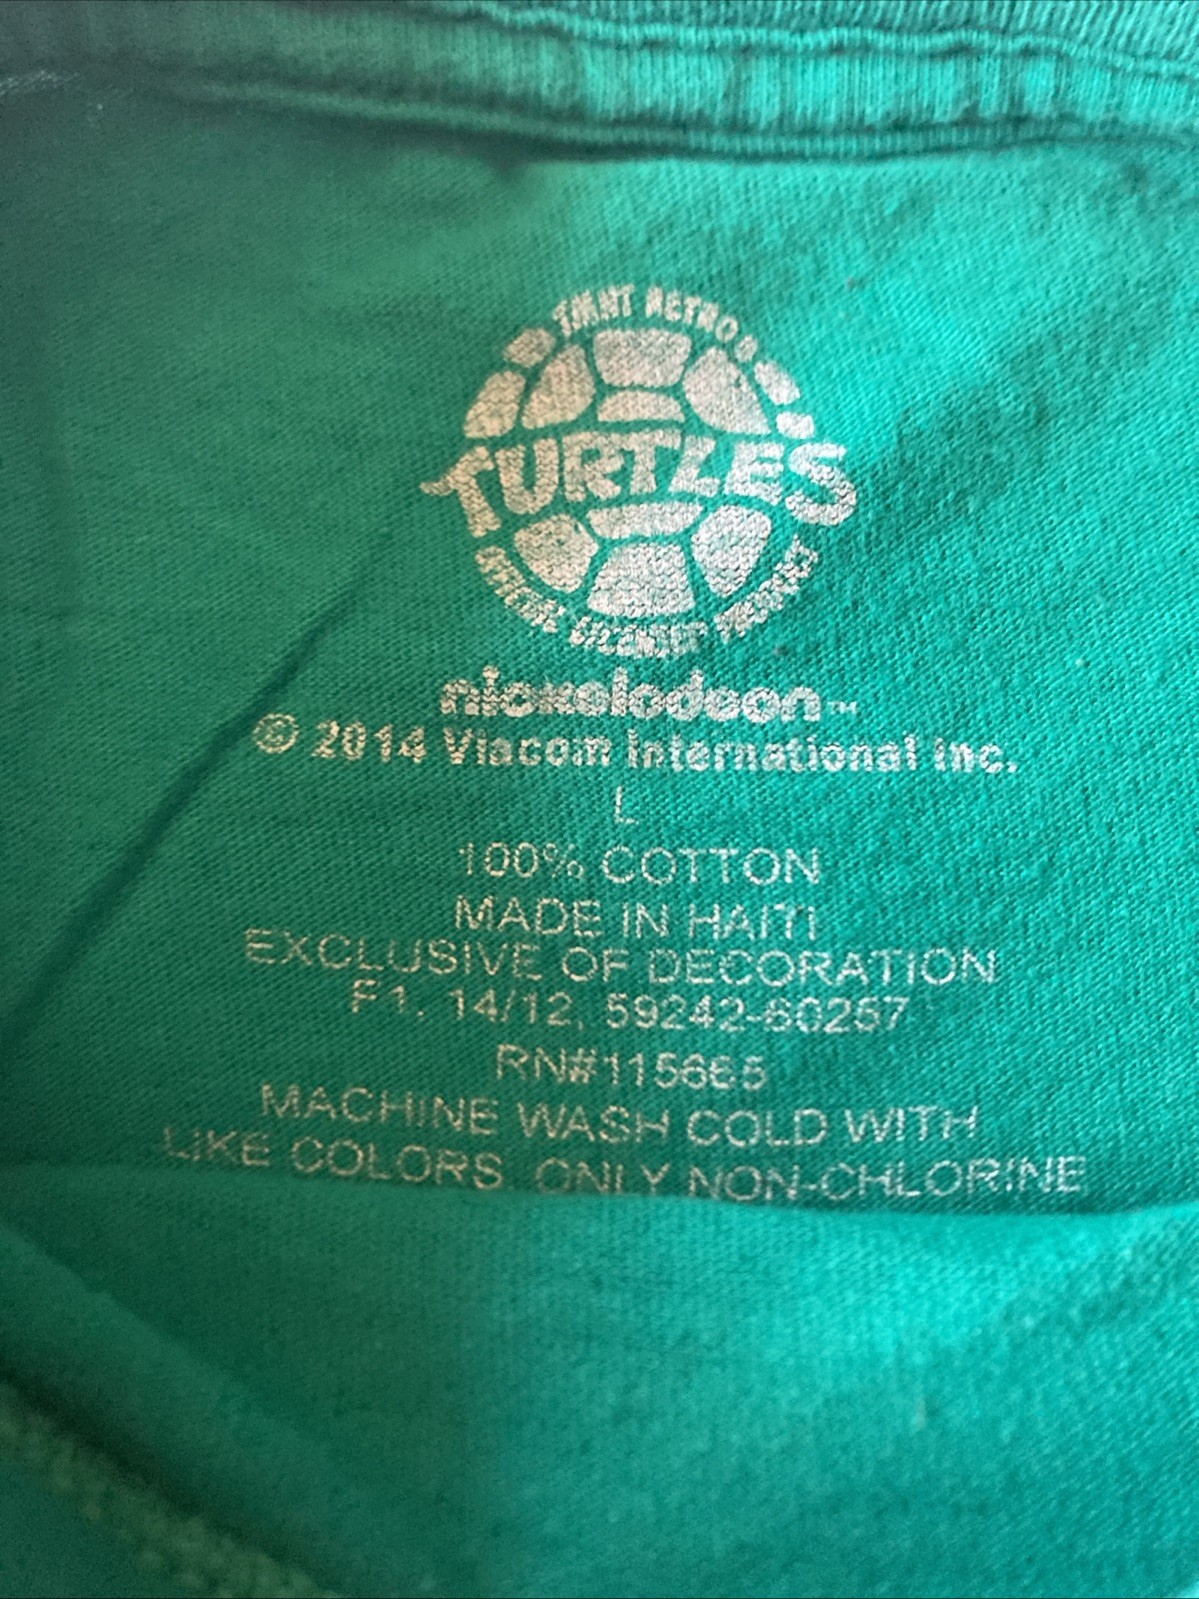 TMNT RETRO
TURTLES
OFFICIAL LICENSED PRODUCT
nickelodeon™
© 2014 Viacom International Inc.
L
100% COTTON
MADE IN HAITI
EXCLUSIVE OF DECORATION
F1, 14/12, 59242-60257
RN#115665
MACHINE WASH COLD WITH
LIKE COLORS. ONLY NON-CHLORINE